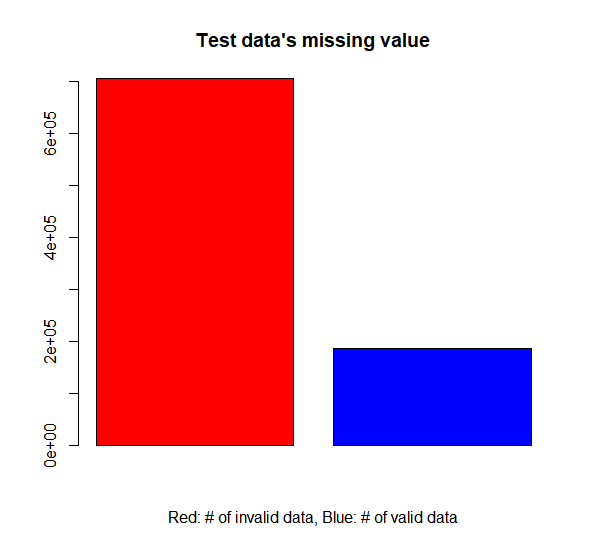 Test data's missing value
6e+05
4e+05
2e+05
0e+00
Red: # of invalid data, Blue: # of valid data